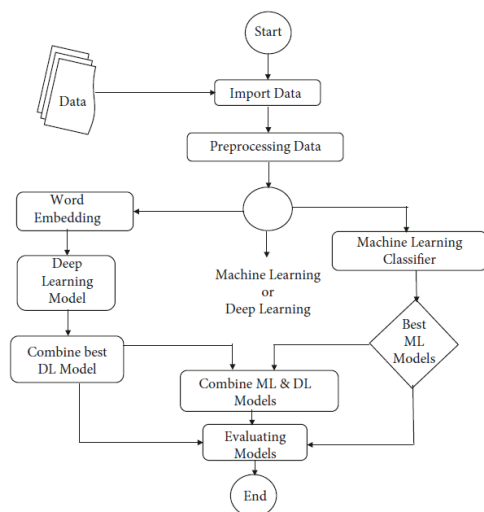 Start
Data
Import Data
Preprocessing Data
Word
Embedding
Machine Learning
or
Deep Learning
Machine Learning
Classifier
Deep
Learning
Model
Best
ML
Models
Combine best
DL Model
Combine ML & DL
Models
Evaluating
Models
End